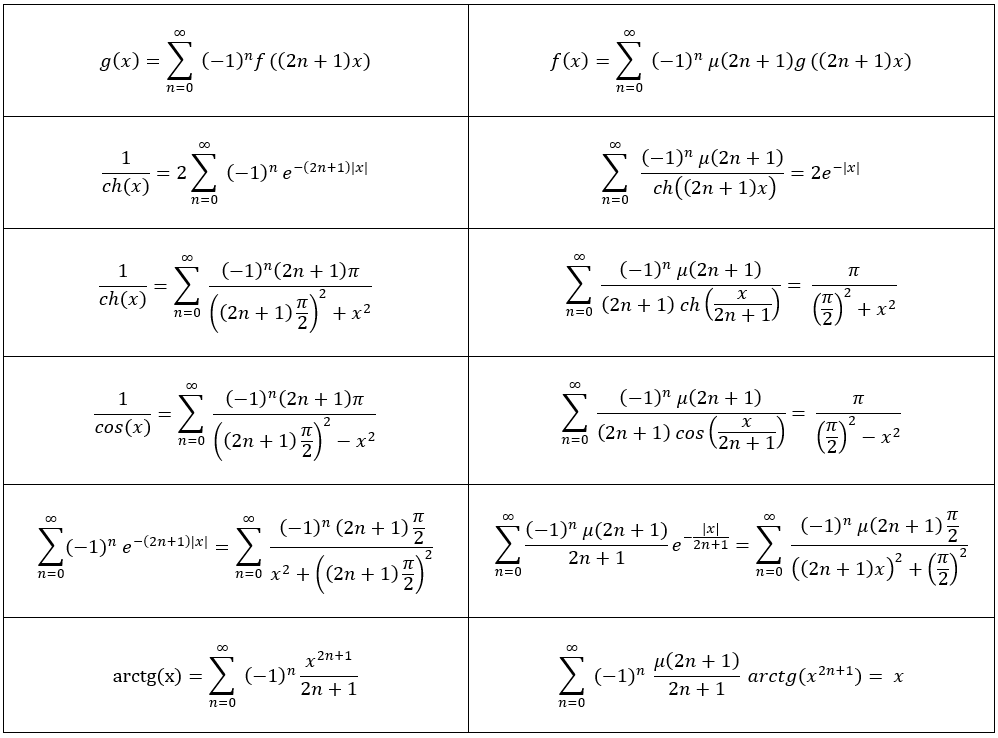 g(x) = ∑_{n=0}^{∞} (−1)^n f ((2n + 1)x)
f(x) = ∑_{n=0}^{∞} (−1)^n μ(2n + 1)g ((2n + 1)x)
1/ch(x) = 2 ∑_{n=0}^{∞} (−1)^n e^{−(2n+1)|x|}
∑_{n=0}^{∞} (−1)^n μ(2n + 1)/ch((2n + 1)x) = 2e^{−|x|}
1/ch(x) = ∑_{n=0}^{∞} (−1)^n(2n + 1)π/(((2n + 1) π/2)^2 + x^2)
∑_{n=0}^{∞} (−1)^n μ(2n + 1)/((2n + 1) ch (x/(2n + 1))) = π/((π/2)^2 + x^2)
1/cos(x) = ∑_{n=0}^{∞} (−1)^n(2n + 1)π/(((2n + 1) π/2)^2 − x^2)
∑_{n=0}^{∞} (−1)^n μ(2n + 1)/((2n + 1) cos (x/(2n + 1))) = π/((π/2)^2 − x^2)
∑_{n=0}^{∞} (−1)^n e^{−(2n+1)|x|} = ∑_{n=0}^{∞} (−1)^n (2n + 1) π/2/(x^2 + ((2n + 1) π/2)^2)
∑_{n=0}^{∞} (−1)^n μ(2n + 1)/(2n + 1) e^{−|x|/(2n+1)} = ∑_{n=0}^{∞} (−1)^n μ(2n + 1) π/2/(((2n + 1)x)^2 + (π/2)^2)
arctg(x) = ∑_{n=0}^{∞} (−1)^n x^{2n+1}/(2n + 1)
∑_{n=0}^{∞} (−1)^n μ(2n + 1)/(2n + 1) arctg(x^{2n+1}) = x